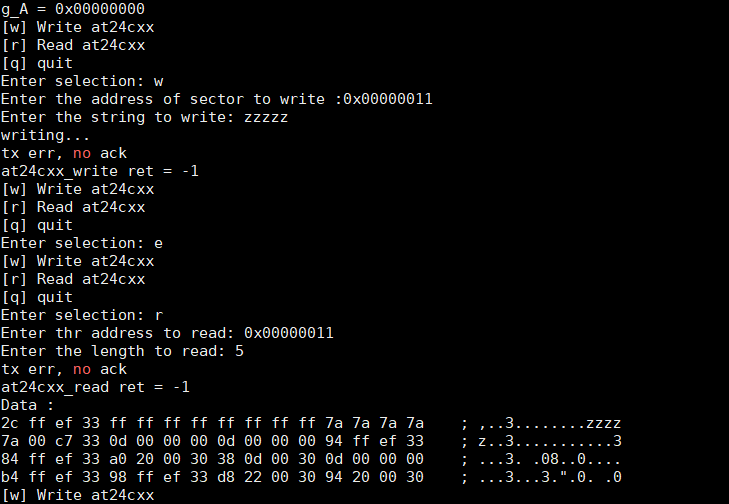 g_A = 0x00000000
[w] Write at24cxx
[r] Read at24cxx
[q] quit
Enter selection: w
Enter the address of sector to write :0x00000011
Enter the string to write: zzzzz
writing...
tx err, no ack
at24cxx_write ret = -1
[w] Write at24cxx
[r] Read at24cxx
[q] quit
Enter selection: e
[w] Write at24cxx
[r] Read at24cxx
[q] quit
Enter selection: r
Enter thr address to read: 0x00000011
Enter the length to read: 5
tx err, no ack
at24cxx_read ret = -1
Data :
2c ff ef 33 ff ff ff ff ff ff ff ff 7a 7a 7a 7a    ; ,..3........zzzz
7a 00 c7 33 0d 00 00 00 0d 00 00 00 94 ff ef 33    ; z..3...........3
84 ff ef 33 a0 20 00 30 38 0d 00 30 0d 00 00 00    ; ...3. .08..0....
b4 ff ef 33 98 ff ef 33 d8 22 00 30 94 20 00 30    ; ...3...3.".0. .0
[w] Write at24cxx